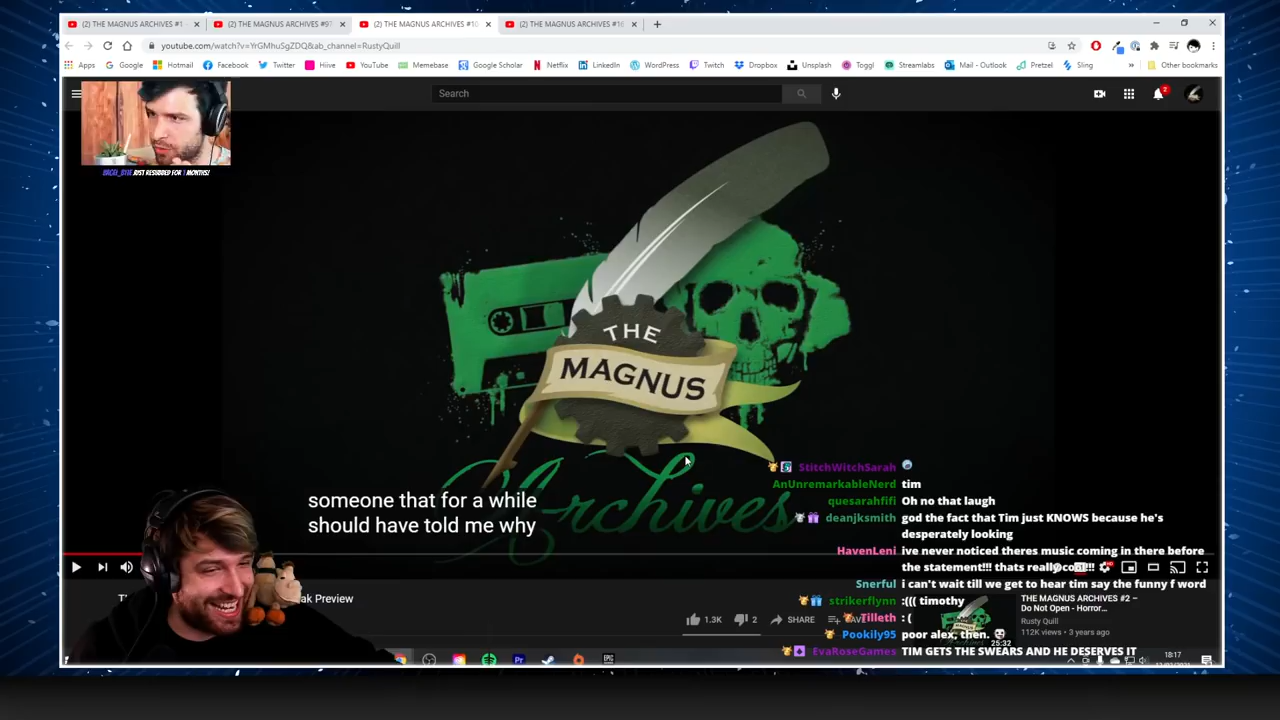 (2) THE MAGNUS ARCHIVES #1 -
(2) THE MAGNUS ARCHIVES #9
(2) THE MAGNUS ARCHIVES #10
(2) THE MAGNUS ARCHIVES #16
youtube.com/watch?v=YrGMhuSgZDQ&ab_channel=RustyQuill
Apps Google Hotmail Facebook Twitter Hiive YouTube Memebase Google Scholar Netflix LinkedIn WordPress Twitch Dropbox Unsplash Toggl Streamlabs Mail - Outlook Pretzel Sling » Other bookmarks
Search
2
JUST RESUBBED FOR 1 MONTHS!
THE
MAGNUS
Archives
someone that for a while
should have told me why
StitchWitchSarah
AnUnremarkableNerd tim
quesarahfifi Oh no that laugh
deanjksmith god the fact that Tim just KNOWS because he's
desperately looking
HavenLeni ive never noticed theres music coming in there before
the statement!!! thats really cool!!!
Snerful i can't wait till we get to hear tim say the funny f word
strikerflynn :((( timothy
Tilleth : (
Pookily95 poor alex, then.
EvaRoseGames TIM GETS THE SWEARS AND HE DESERVES IT
Preview
1.3K 2 SHARE
THE MAGNUS ARCHIVES #2 –
Do Not Open - Horror...
Rusty Quill
112K views • 3 years ago
25:32
18:17